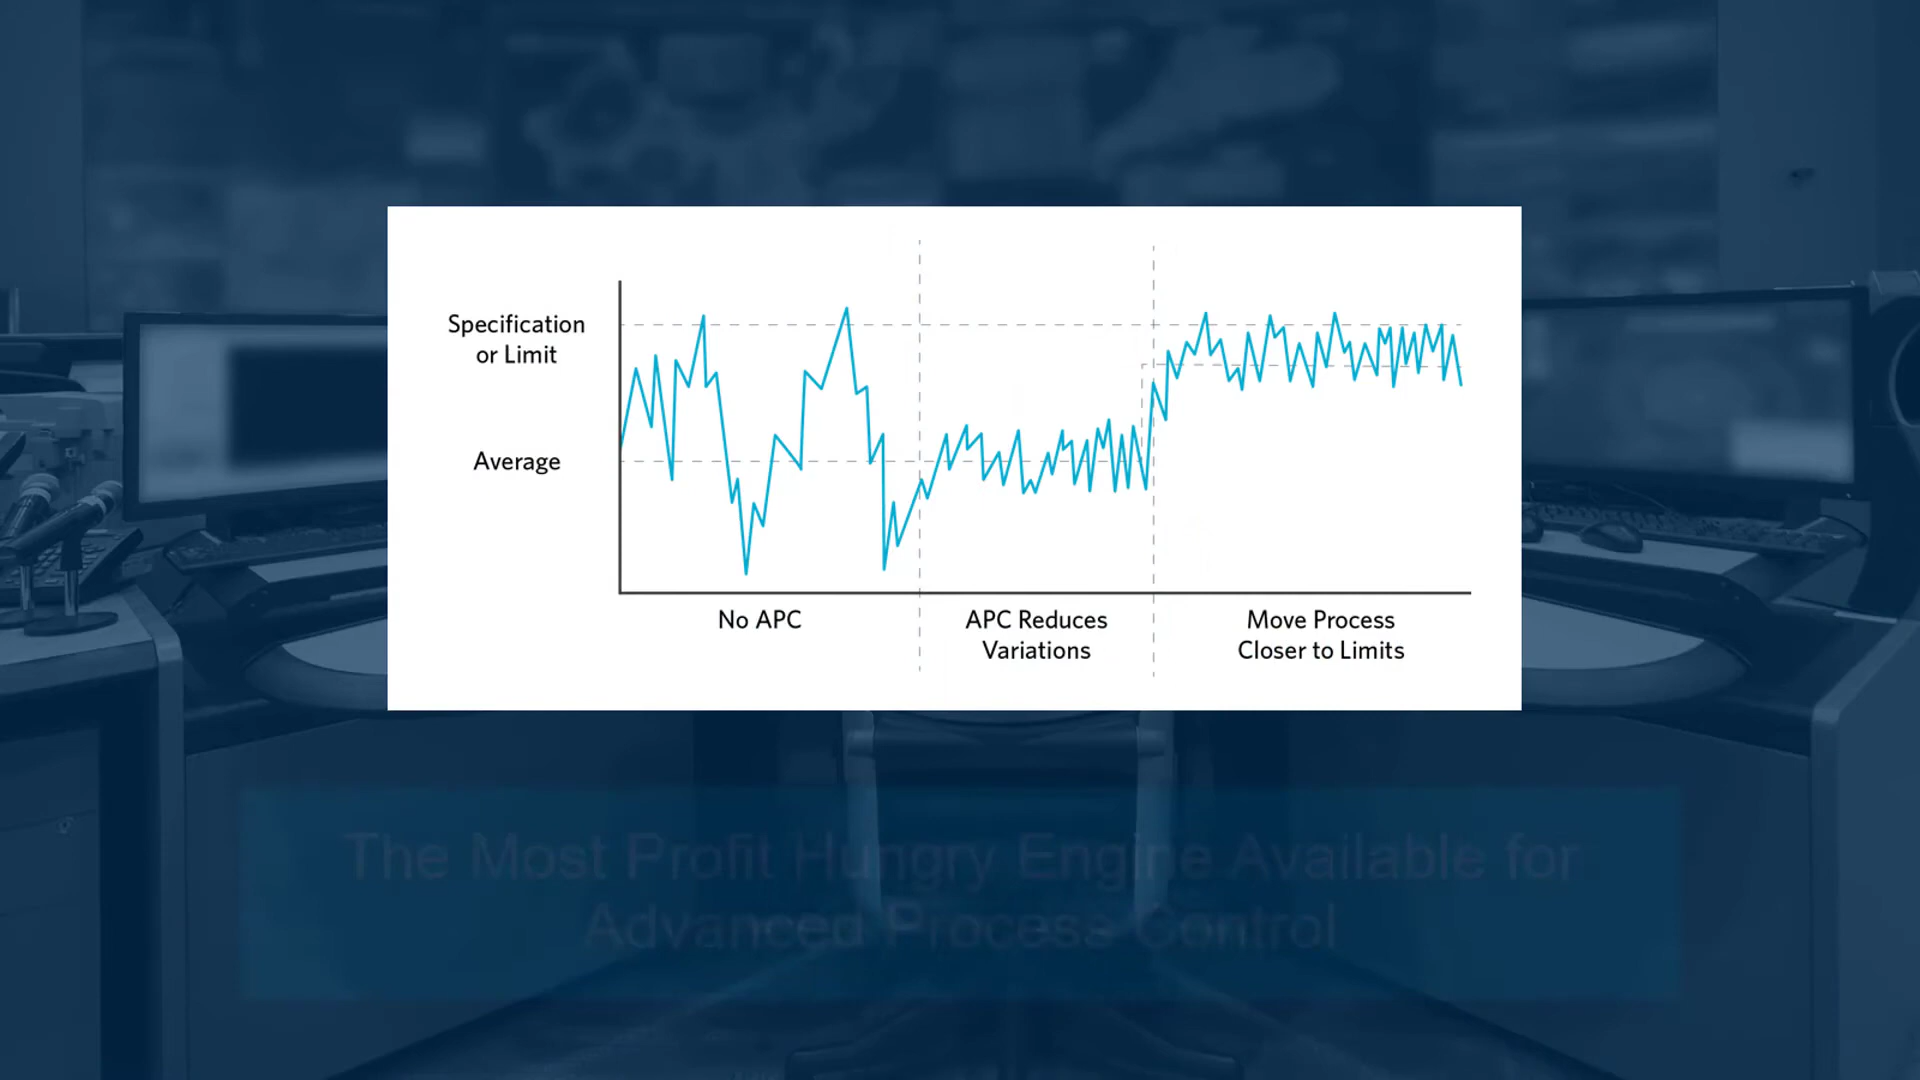 Specification
or Limit
Average
No APC
APC Reduces
Variations
Move Process
Closer to Limits
The Most Profit Hungry Engine Available for
Advanced Process Control